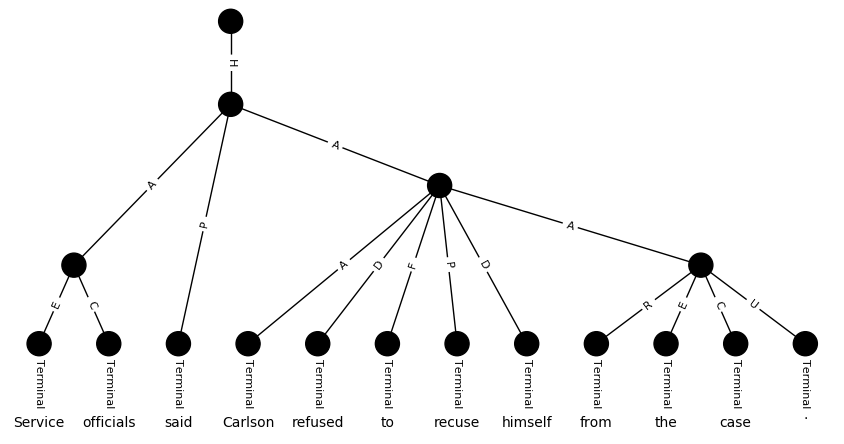 H
A
A
P
A
A
D
F
P
D
E
C
R
E
C
U
Terminal Terminal Terminal Terminal Terminal Terminal Terminal Terminal Terminal Terminal Terminal Terminal
Service officials said Carlson refused to recuse himself from the case .